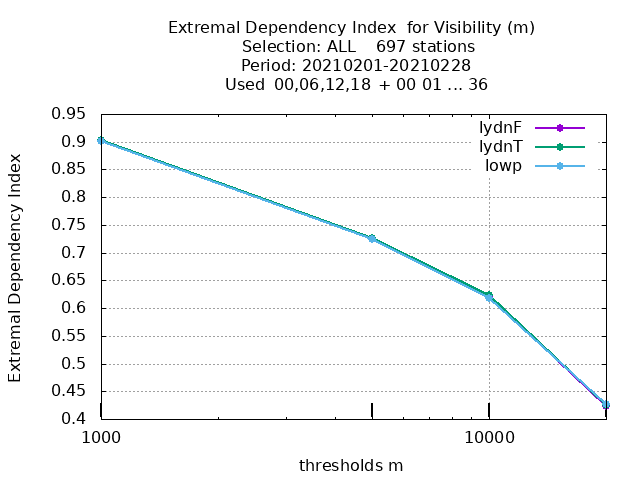 Extremal Dependency Index  for Visibility (m)
Selection: ALL    697 stations
Period: 20210201-20210228
Used  00,06,12,18  + 00 01 ... 36
0.95
0.9
0.85
0.8
0.75
0.7
0.65
0.6
0.55
0.5
0.45
0.4
Extremal Dependency Index
lydnF
lydnT
lowp
1000
10000
thresholds m